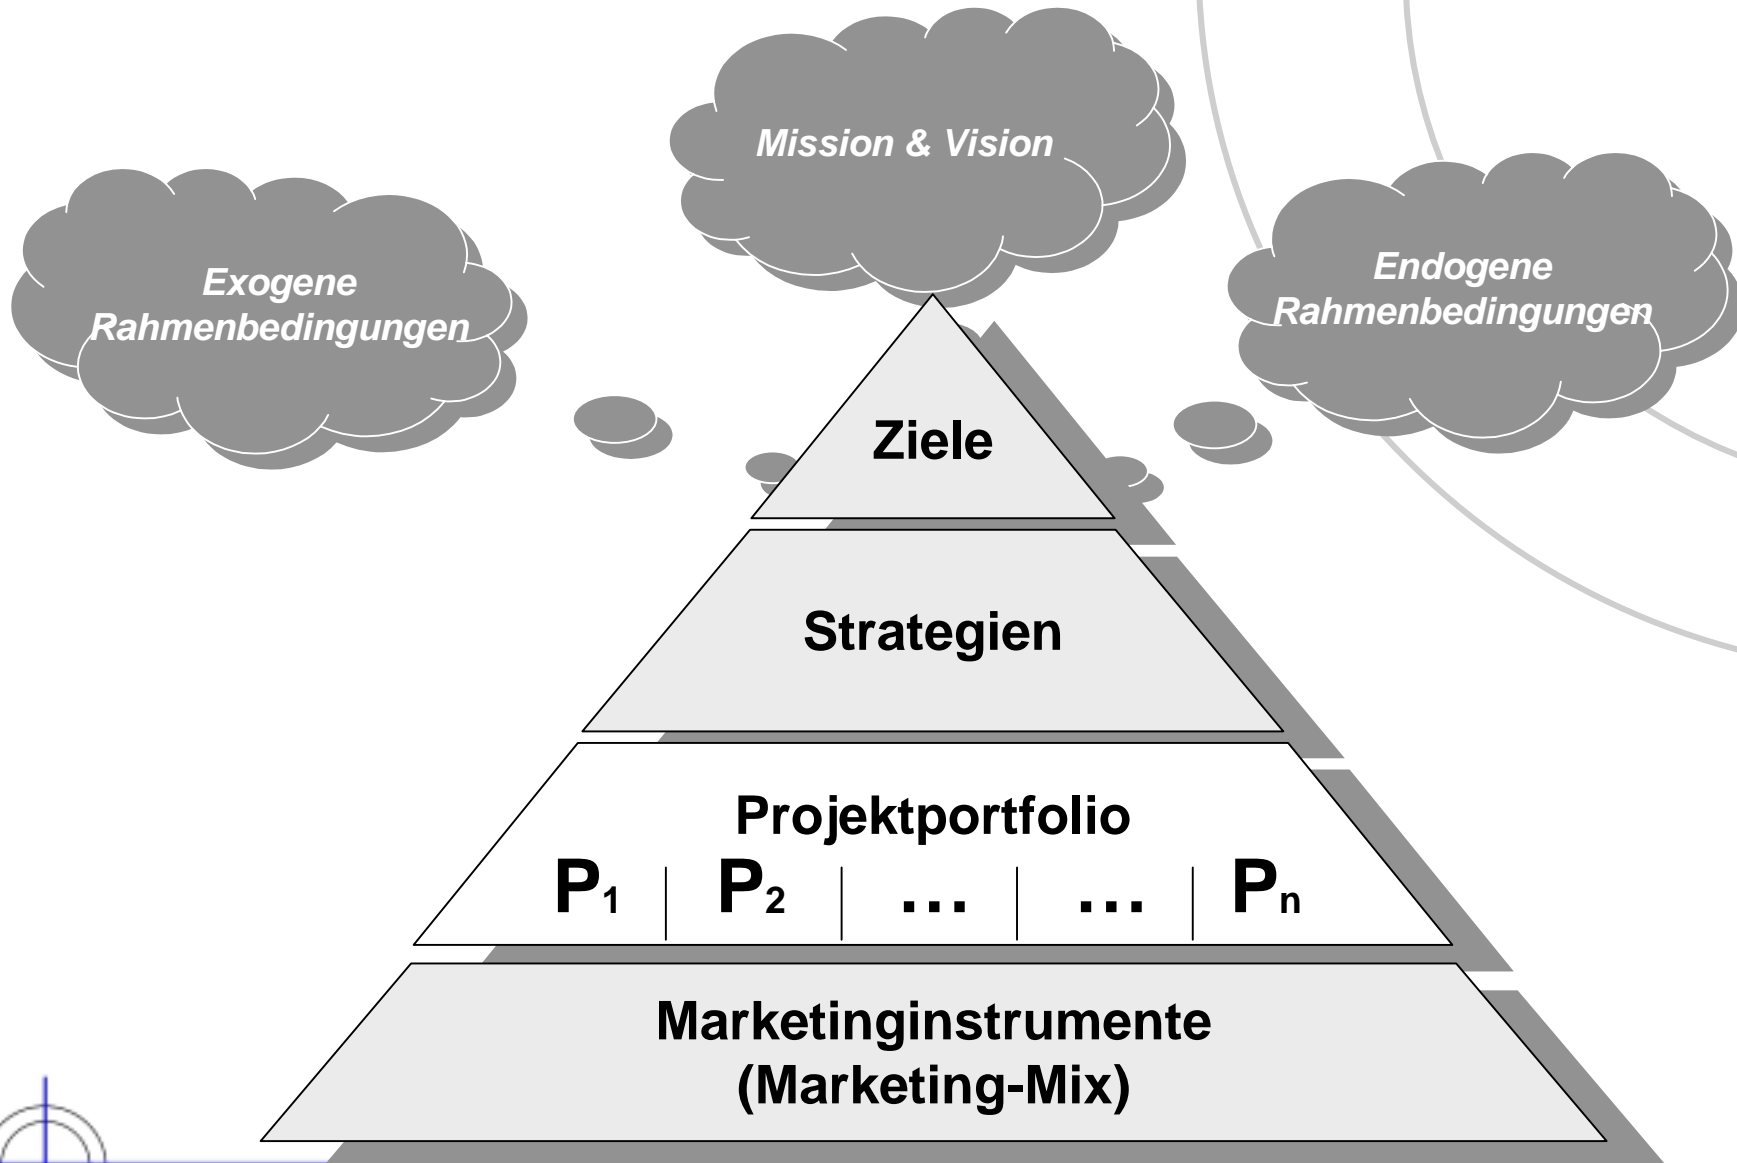 Mission & Vision
Exogene
Rahmenbedingungen
Endogene
Rahmenbedingungen
Ziele
Strategien
Projektportfolio
P1 | P2 | ... | ... | Pn
Marketinginstrumente
(Marketing-Mix)